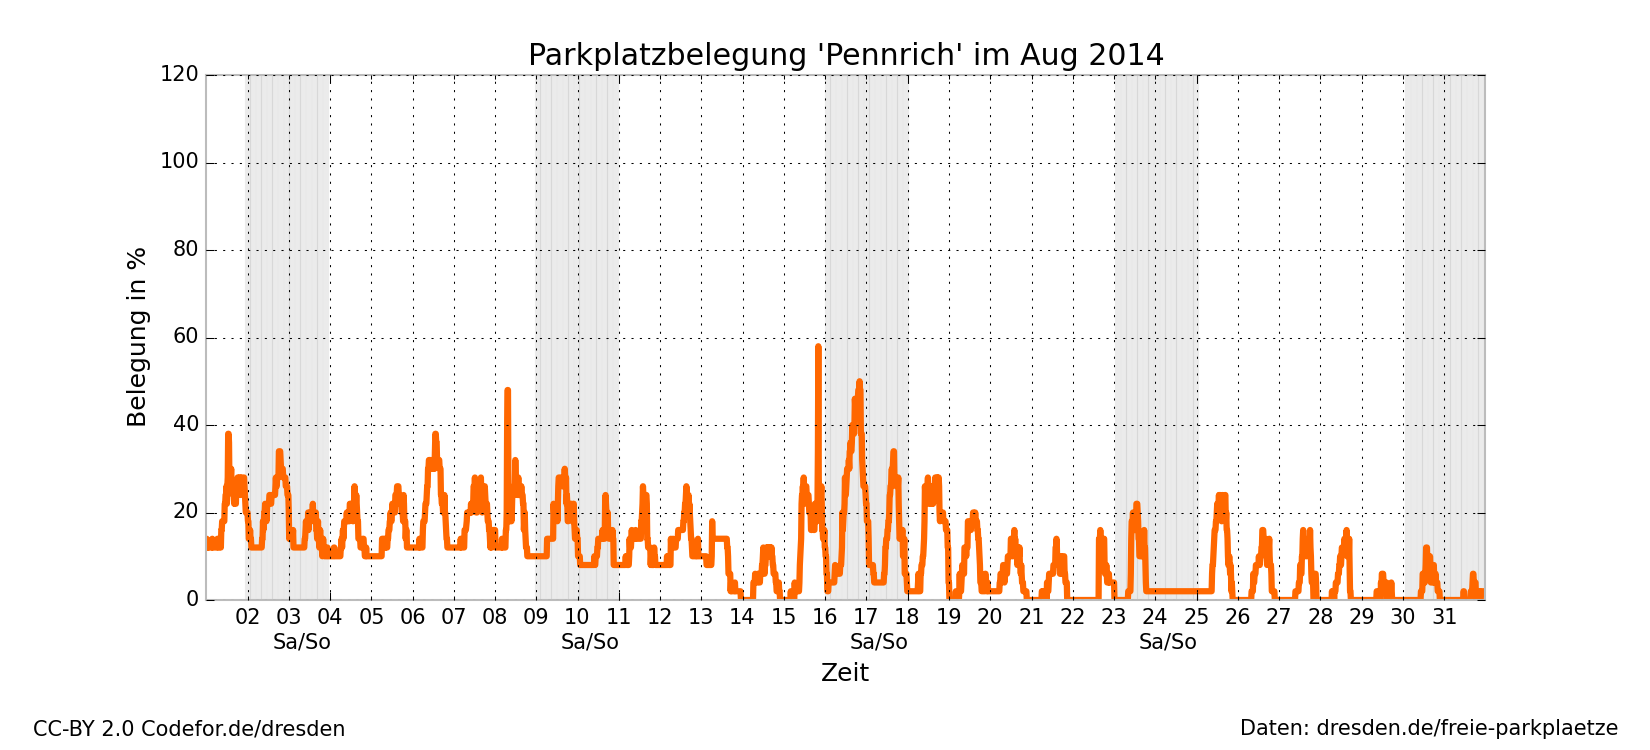 Parkplatzbelegung 'Pennrich' im Aug 2014
120
100
80
60
40
20
0
Belegung in %
02 03 04 05 06 07 08 09 10 11 12 13 14 15 16 17 18 19 20 21 22 23 24 25 26 27 28 29 30 31
Sa/So Sa/So Sa/So Sa/So
Zeit
CC-BY 2.0 Codefor.de/dresden
Daten: dresden.de/freie-parkplaetze